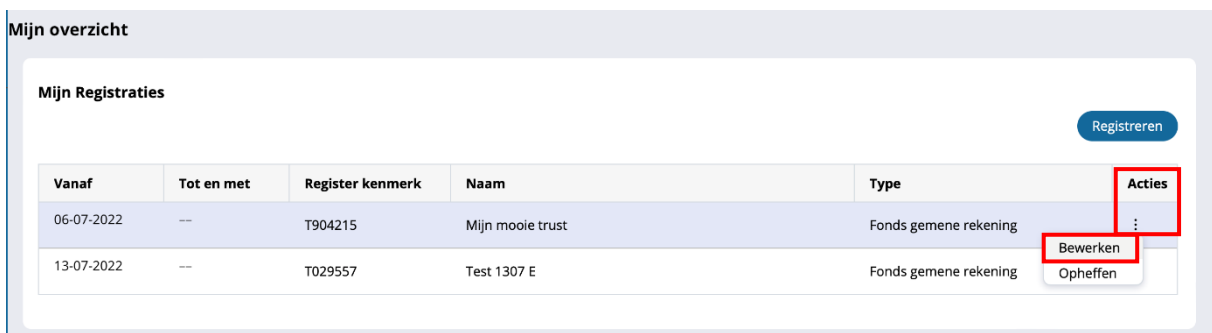 Mijn overzicht
Mijn Registraties
Registreren
Vanaf Tot en met Register kenmerk Naam Type Acties
06-07-2022 -- T904215 Mijn mooie trust Fonds gemene rekening ⋮
Bewerken
13-07-2022 -- T029557 Test 1307 E Fonds gemene rekening Opheffen